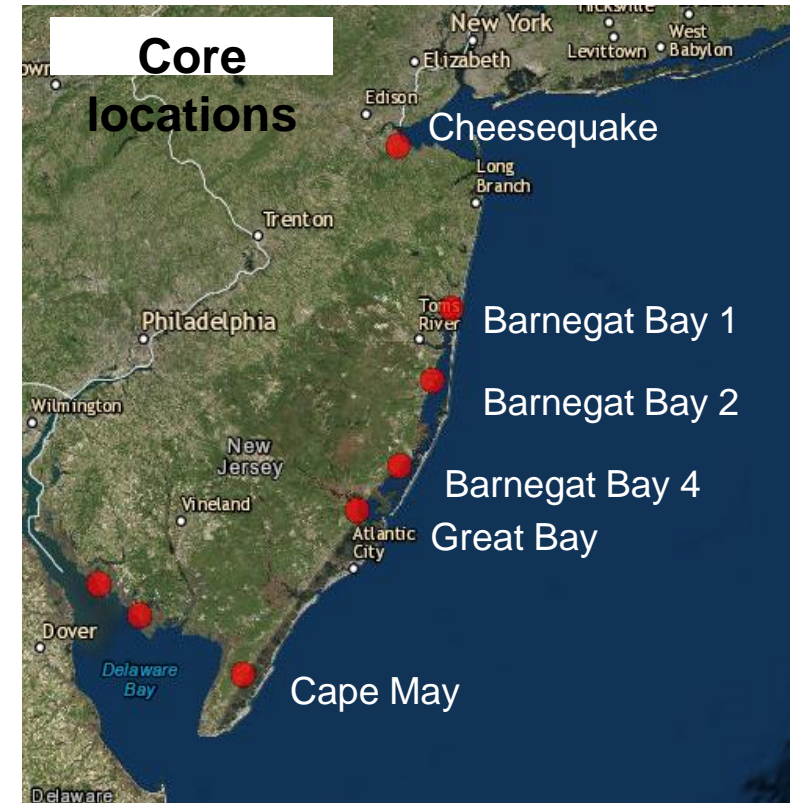 Core
locations
New York
West
Levittown
Babylon
Elizabeth
Edison
Cheesequake
Long
Branch
Trenton
Toms
River
Barnegat Bay 1
Philadelphia
Barnegat Bay 2
Wilmington
New
Jersey
Barnegat Bay 4
Vineland
Atlantic
City
Great Bay
Dover
Delaware
Bay
Cape May
Delaware